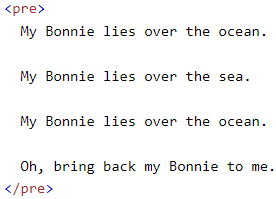 <pre>
My Bonnie lies over the ocean.
My Bonnie lies over the sea.
My Bonnie lies over the ocean.
Oh, bring back my Bonnie to me.
</pre>